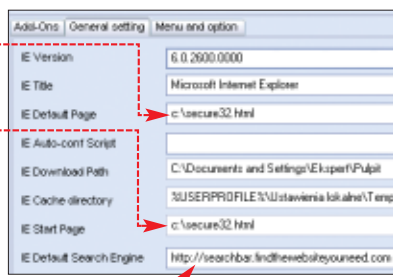 Add-Ons General setting Menu and option
IE Version 6.0.2600.0000
IE Title Microsoft Internet Explorer
IE Default Page c:\secure32.html
IE Auto-conf Script
IE Download Path C:\Documents and Settings\Ekspert\Pulpit
IE Cache directory %USERPROFILE%\Ustawienia lokalne\Temp
IE Start Page c:\secure32.html
IE Default Search Engine http://searchbar.findthewebsiteyouneed.com